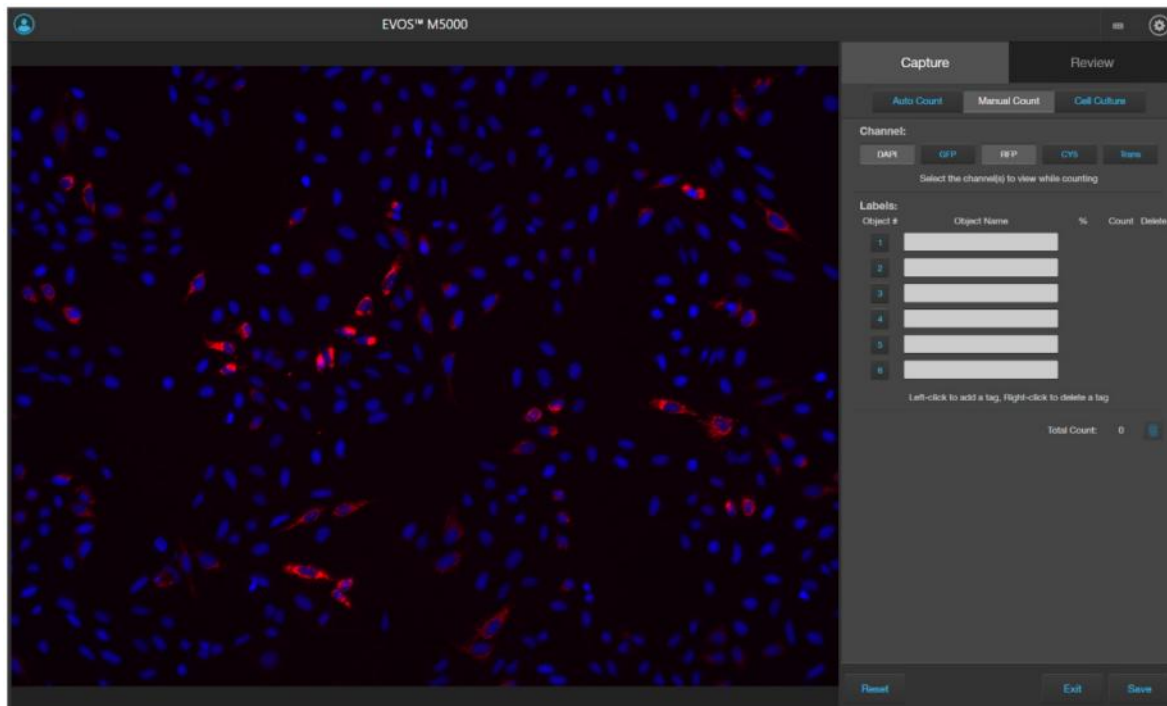 EVOS™ M5000
Capture Review
Auto Count Manual Count Cell Culture
Channel:
DAPI GFP RFP CY5 Trans
Select the channel(s) to view while counting
Labels:
Object # Object Name % Count Delete
1
2
3
4
5
6
Left-click to add a tag, Right-click to delete a tag
Total Count: 0
Reset Exit Save